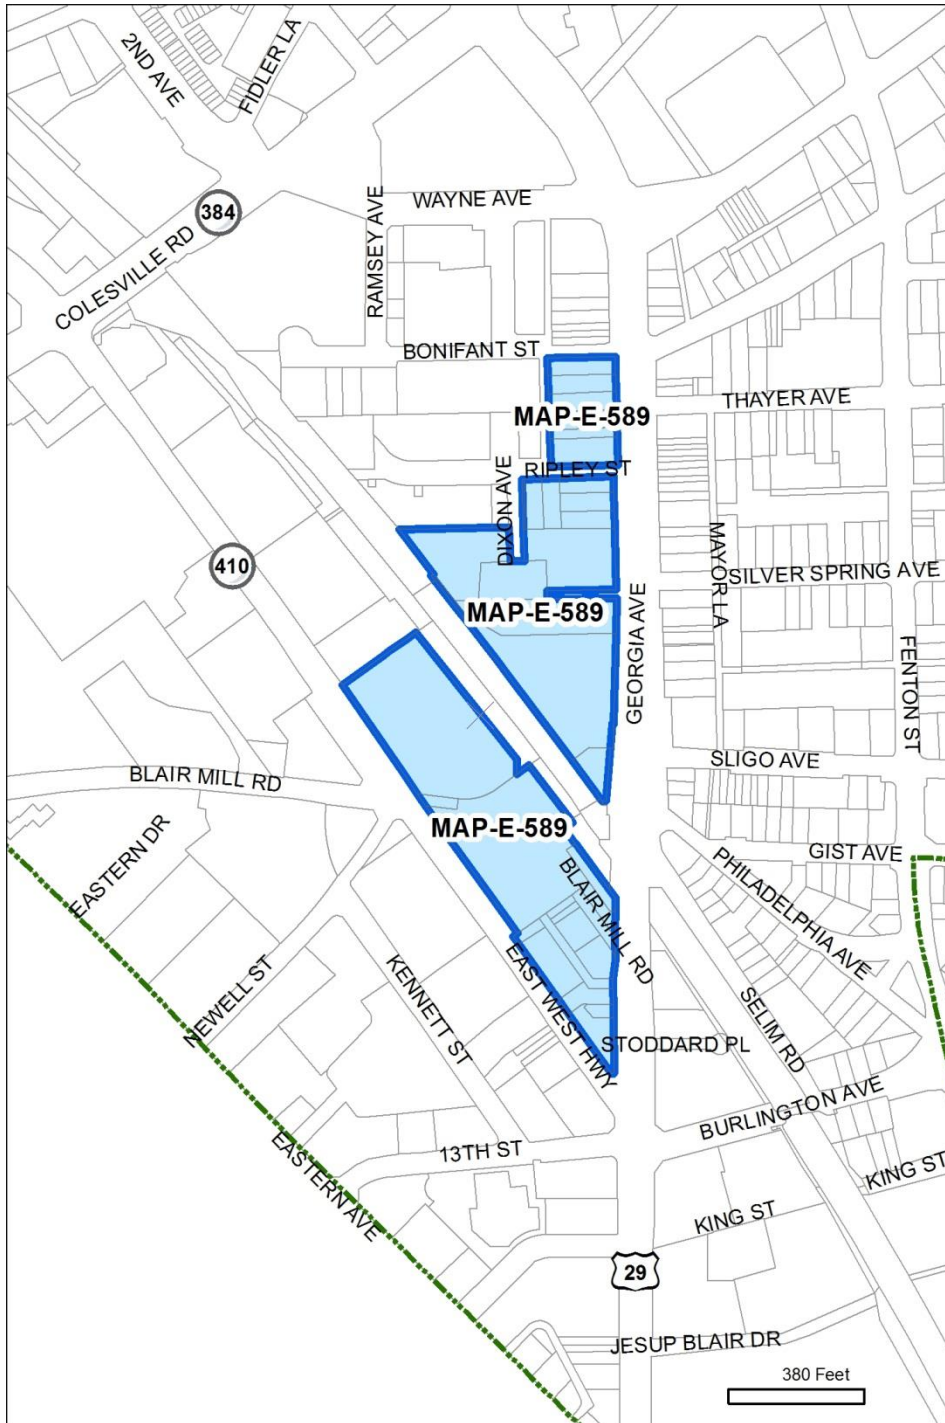 2ND AVE
FIDLER LA
384
COLESVILLE RD
RAMSEY AVE
WAYNE AVE
BONIFANT ST
THAYER AVE
MAP-E-589
RIPLEY ST
DIXON AVE
410
MAYOR LA
SILVER SPRING AVE
MAP-E-589
GEORGIA AVE
FENTON ST
SLIGO AVE
BLAIR MILL RD
MAP-E-589
EASTERN DR
GIST AVE
PHILADELPHIA AVE
BLAIR MILL RD
NEWELL ST
KENNETT ST
EAST WEST HWY
SELIM RD
STODDARD PL
BURLINGTON AVE
13TH ST
EASTERN AVE
KING ST
KING ST
29
JESUP BLAIR DR
380 Feet